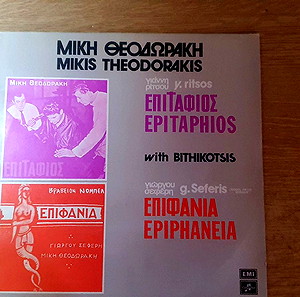 ΜΙΚΗ ΘΕΟΔΩΡΑΚΗ
MIKIS THEODORAKIS
ΜΙΚΗ ΘΕΟΔΩΡΑΚΗ
ΕΠΙΤΑΦΙΟΣ
γιάννη ρίτσου y. ritsos
ΕΠΙΤΑΦΙΟΣ
EPITAPHIOS
with BITHIKOTSIS
ΒΡΑΒΕΙΟΝ ΝΟΜΠΕΛ
ΕΠΙΦΑΝΙΑ
ΓΙΩΡΓΟΥ ΣΕΦΕΡΗ
ΜΙΚΗ ΘΕΟΔΩΡΑΚΗ
γιώργου σεφέρη g. Seferis
ΕΠΙΦΑΝΙΑ
EPIPHANEIA
EMI